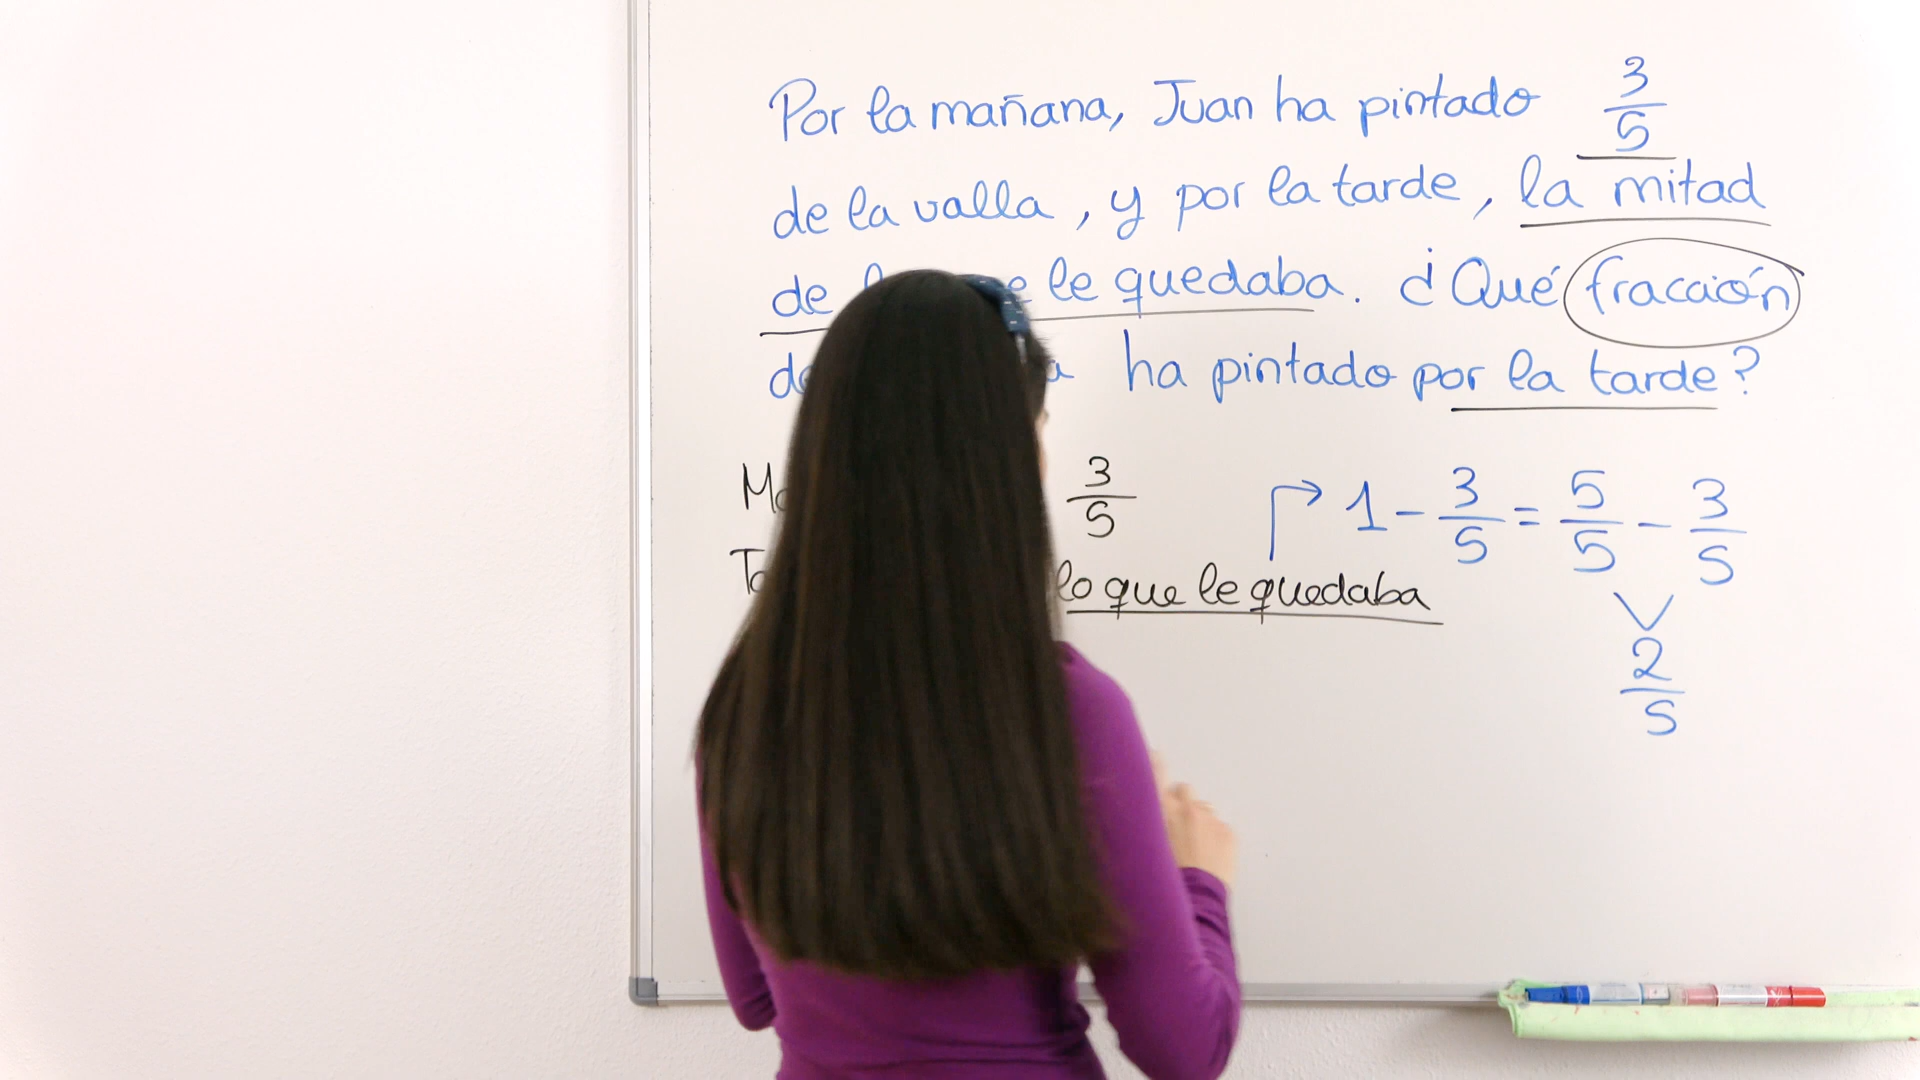 Por la mañana, Juan ha pintado 3/5
de la valla, y por la tarde, la mitad
de le quedaba. ¿Qué fracción
ha pintado por la tarde?
3/5
1 - 3/5 = 5/5 - 3/5
lo que le quedaba
2/5